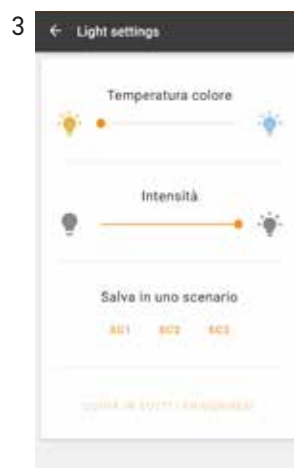 3
← Light settings
Temperatura colore
Intensità
Salva in uno scenario
SC1 SC2 SC3